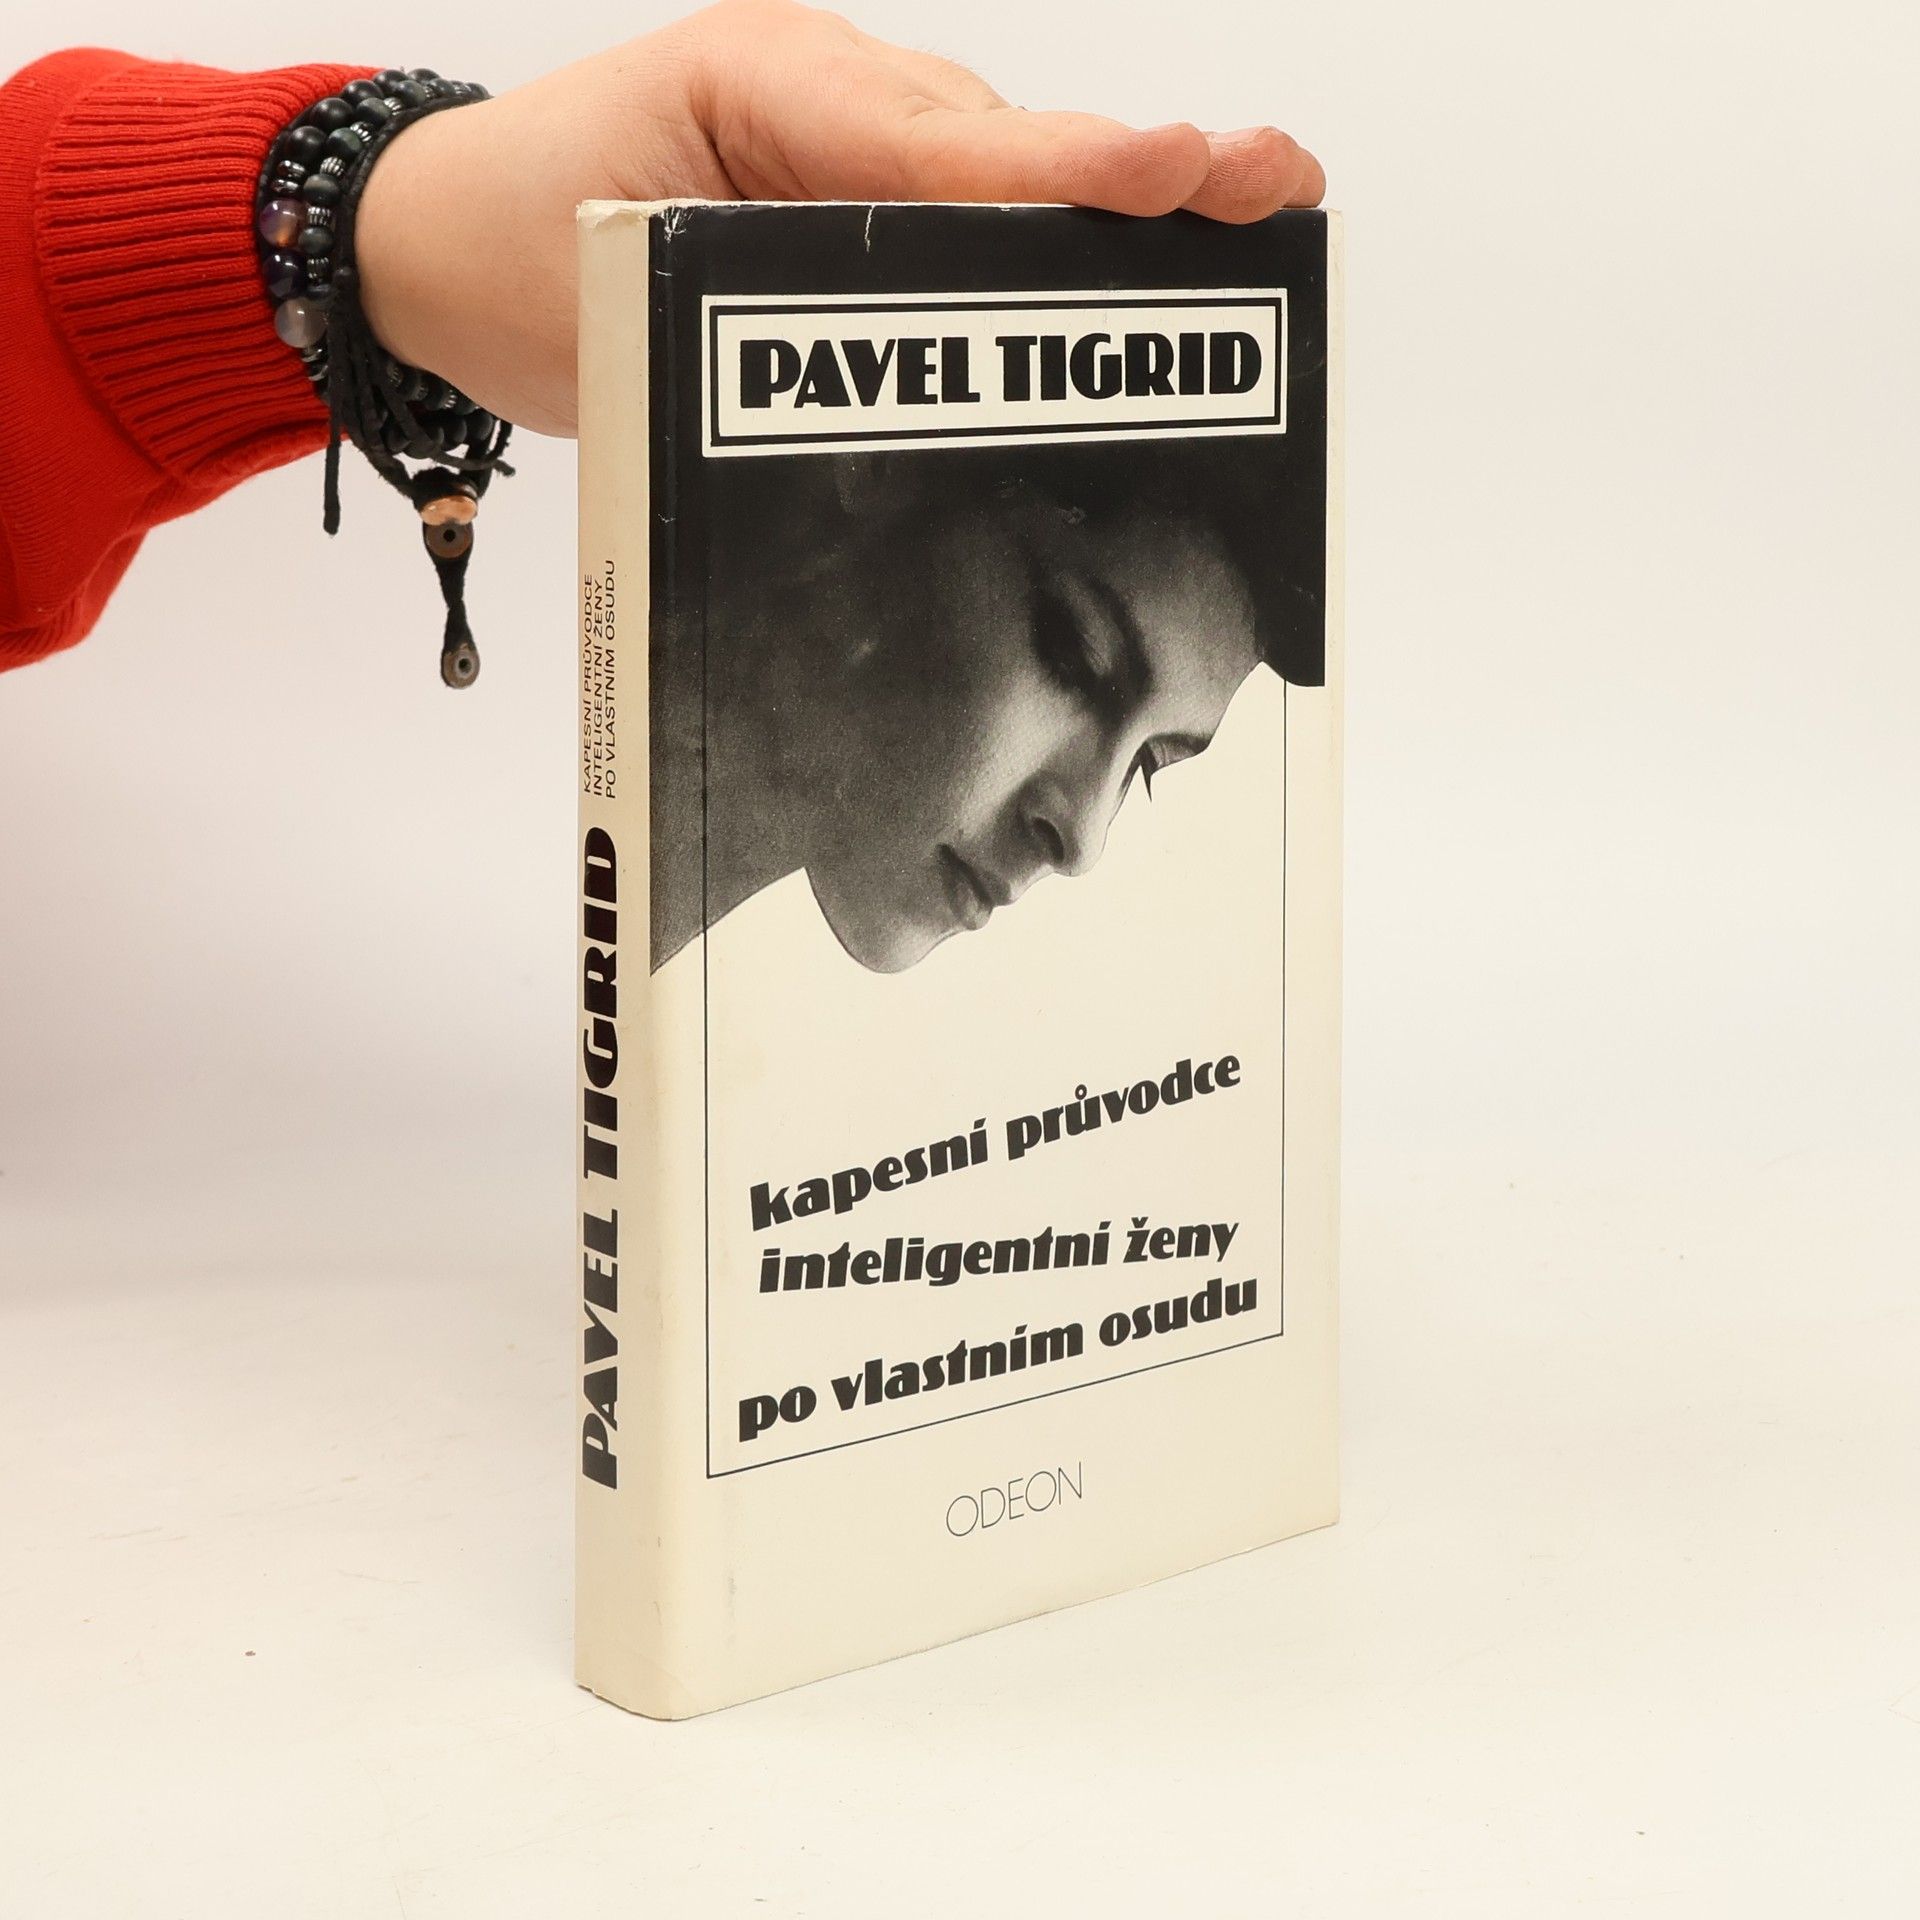 PAVEL TIGRID
kapesní průvodce
inteligentní ženy
po vlastním osudu
ODEON
PAVEL TIGRID
KAPESNÍ PRŮVODCE
INTELIGENTNÍ ŽENY
PO VLASTNÍM OSUDU